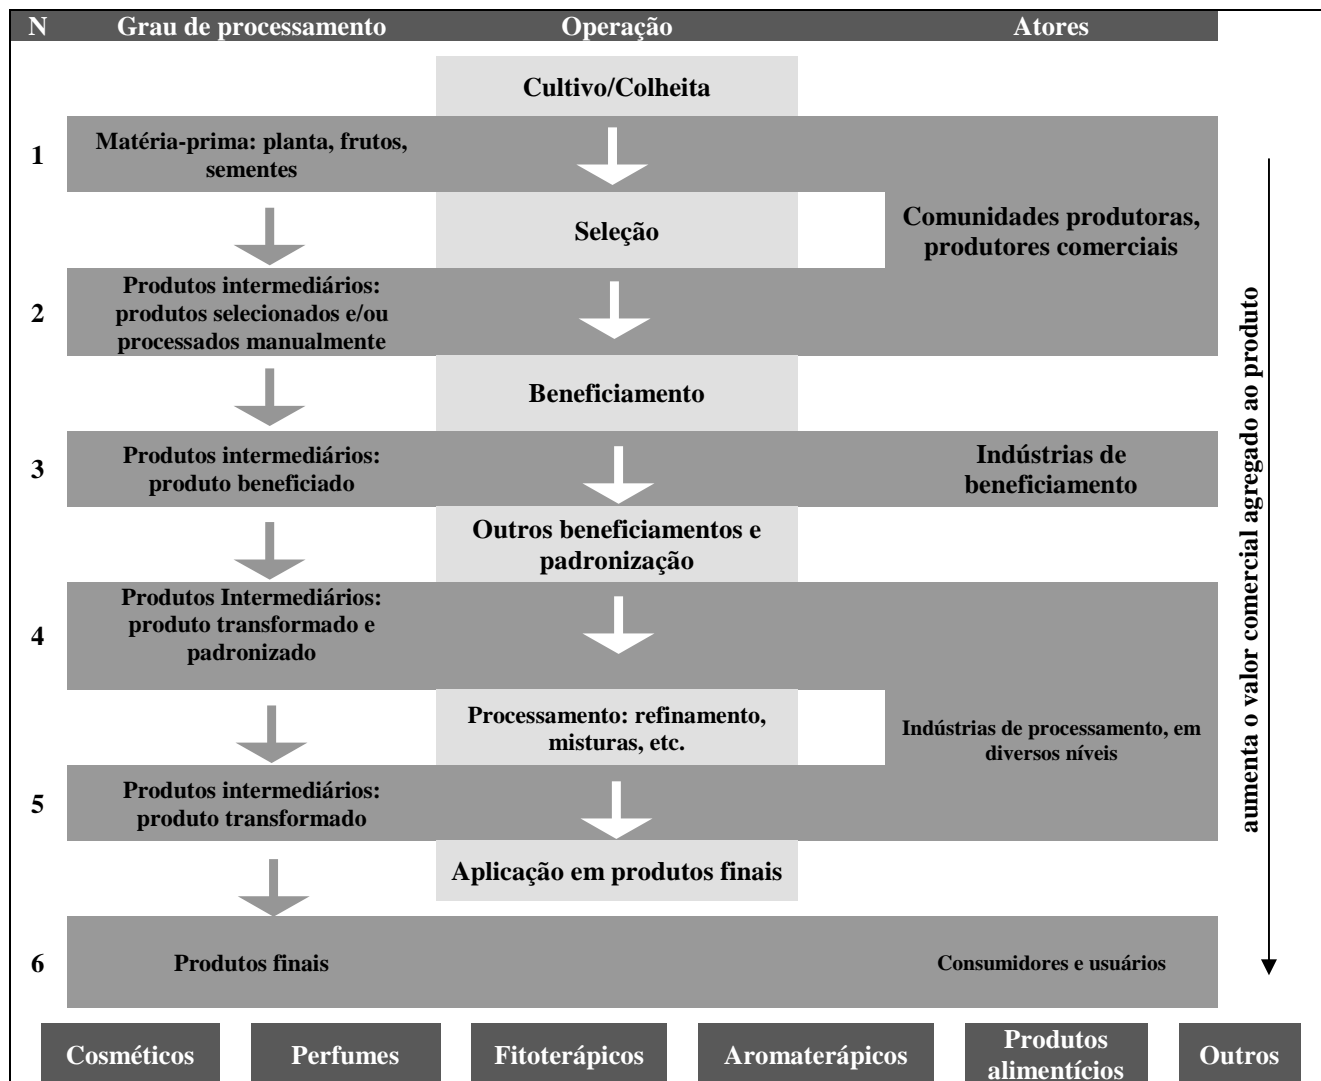 N Grau de processamento Operação Atores
Cultivo/Colheita
1
Matéria-prima: planta, frutos,
sementes
Seleção
Comunidades produtoras,
produtores comerciais
2
Produtos intermediários:
produtos selecionados e/ou
processados manualmente
Beneficiamento
3
Produtos intermediários:
produto beneficiado
Indústrias de
beneficiamento
Outros beneficiamentos e
padronização
4
Produtos Intermediários:
produto transformado e
padronizado
Processamento: refinamento,
misturas, etc.
Indústrias de processamento, em
diversos níveis
5
Produtos intermediários:
produto transformado
Aplicação em produtos finais
6
Produtos finais
Consumidores e usuários
aumenta o valor comercial agregado ao produto
Cosméticos
Perfumes
Fitoterápicos
Aromaterápicos
Produtos
alimentícios
Outros